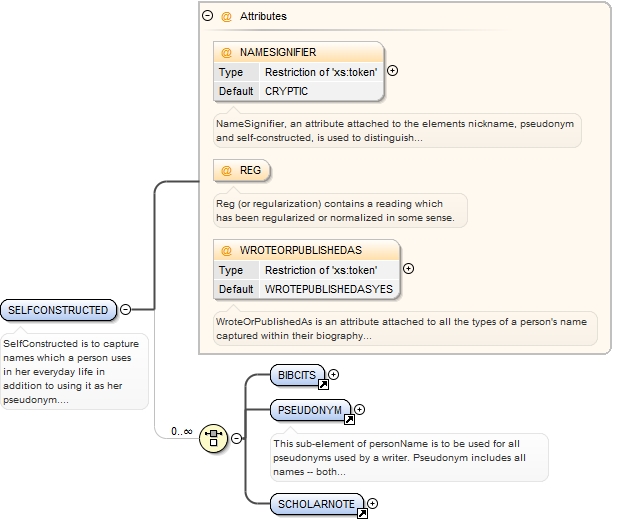 @ Attributes
@ NAMESIGNIFIER
Type Restriction of 'xs:token'
Default CRYPTIC
NameSignifier, an attribute attached to the elements nickname, pseudonym
and self-constructed, is used to distinguish...
@ REG
Reg (or regularization) contains a reading which
has been regularized or normalized in some sense.
@ WROTEORPUBLISHEDAS
Type Restriction of 'xs:token'
Default WROTEPUBLISHEDASYES
WroteOrPublishedAs is an attribute attached to all the types of a person's name
captured within their biography...
SELFCONSTRUCTED
SelfConstructed is to capture
names which a person uses
in her everyday life in
addition to using it as her
pseudonym....
0..∞
BIBCITS
PSEUDONYM
This sub-element of personName is to be used for all
pseudonyms used by a writer. Pseudonym includes all
names -- both...
SCHOLARNOTE